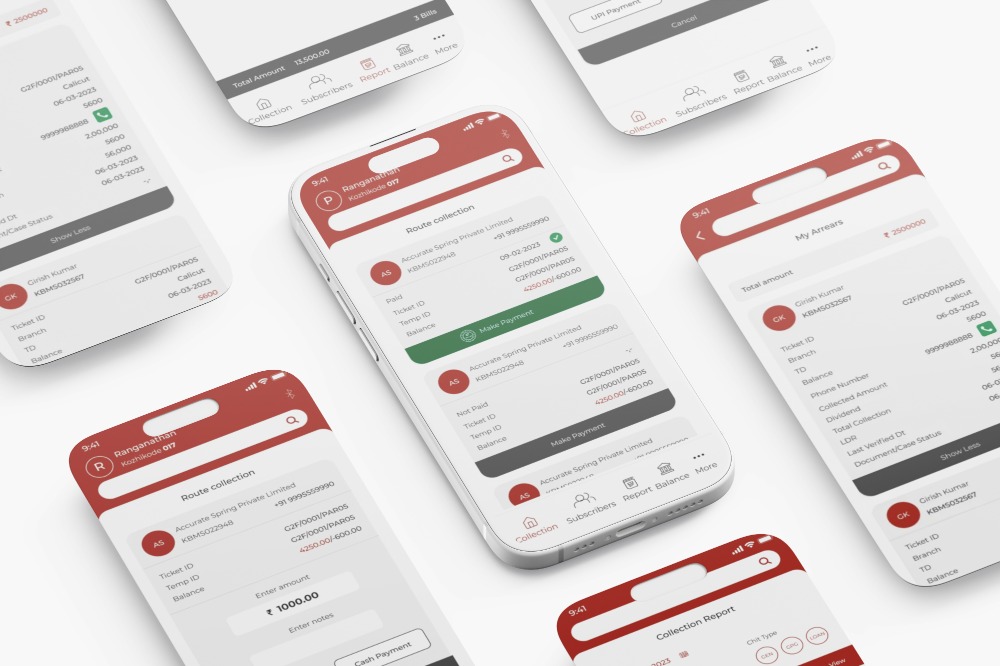 ₹ 2500000
G2F/0001/PAR05
Calicut
06-03-2023
5600
9999988888
2,00,000
5600
56,000
06-03-2023
06-03-2023
-.-
Verified Dt
Document/Case Status
Show Less
GK
Girish Kumar
KBMS032567
Ticket ID
G2F/0001/PAR05
Branch
Calicut
TD
06-03-2023
Balance
5600
Total Amount 13,500.00 3 Bills
Collection
Subscribers
Report
Balance
More
UPI Payment
Cancel
Collection
Subscribers
Report
Balance
More
9:41
P
Ranganathan
Kozhikode 017
Route collection
AS
Accurate Spring Private Limited
KBMS022948
+91 9995559990
Paid
09-02-2023
Ticket ID
G2F/0001/PAR05
Temp ID
G2F/0001/PAR05
Balance
4250.00/-600.00
Make Payment
AS
Accurate Spring Private Limited
KBMS022948
+91 9995559990
Not Paid
-.-
Ticket ID
G2F/0001/PAR05
Temp ID
G2F/0001/PAR05
Balance
4250.00/-600.00
Make Payment
AS
Accurate Spring Private Limited
Collection
Subscribers
Report
Balance
More
9:41
My Arrears
Total amount
₹ 2500000
GK
Girish Kumar
KBMS032567
Ticket ID
G2F/0001/PAR05
Branch
Calicut
TD
06-03-2023
Balance
5600
Phone Number
9999988888
Collected Amount
2,00,000
Dividend
Total Collection
LDR
Last Verified Dt
Document/Case Status
Show Less
GK
Girish Kumar
KBMS032567
Ticket ID
Branch
TD
Balance
9:41
R
Ranganathan
Kozhikode 017
Route collection
AS
Accurate Spring Private Limited
KBMS022948
+91 9995559990
Ticket ID
G2F/0001/PAR05
Temp ID
G2F/0001/PAR05
Balance
4250.00/-600.00
Enter amount
₹ 1000.00
Enter notes
Cash Payment
9:41
Collection Report
2023
Chit Type
GEN
GPG
LOAN
View